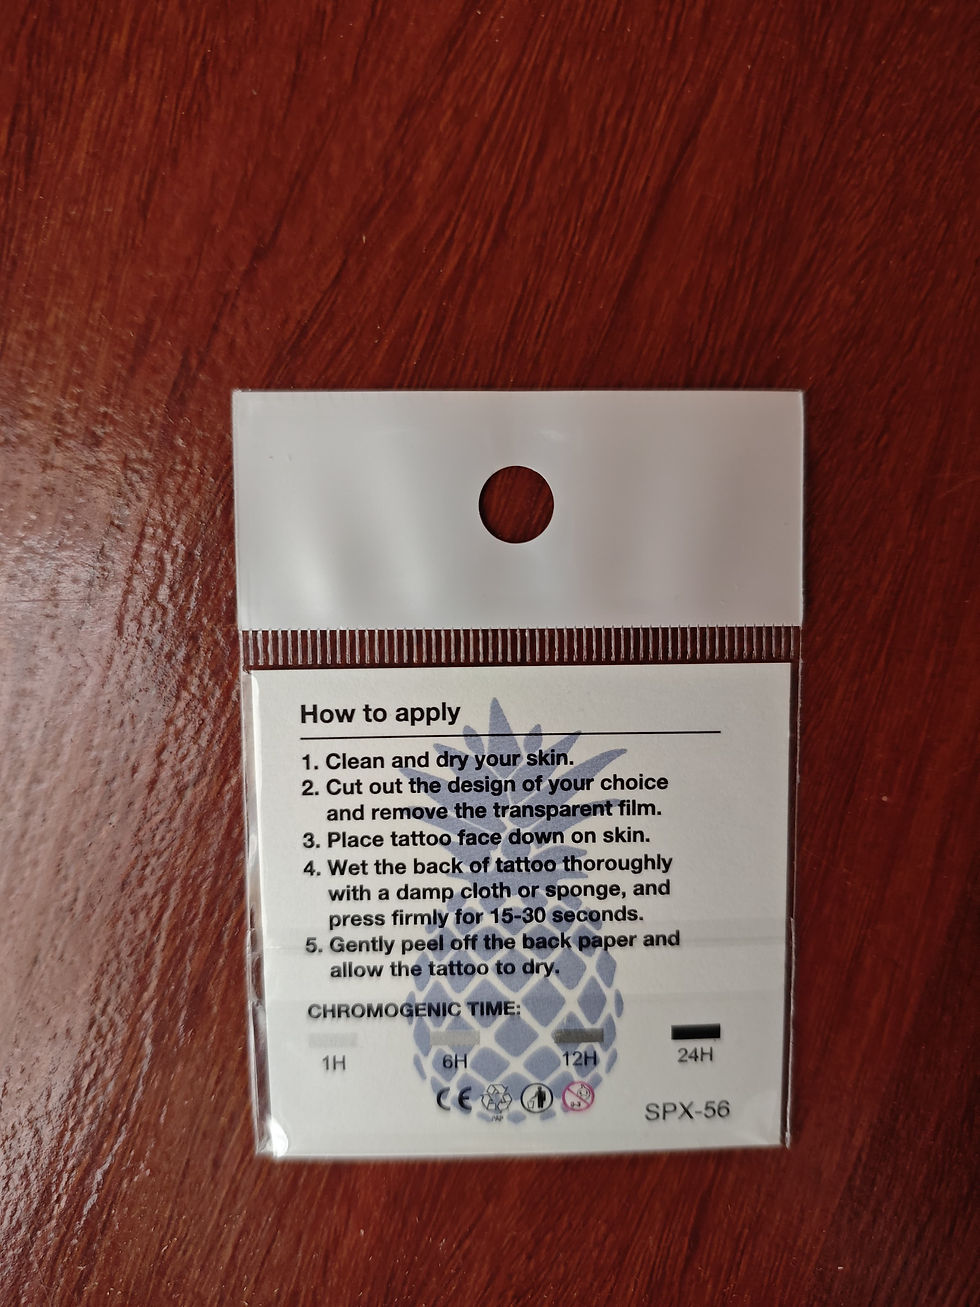 How to apply
1. Clean and dry your skin.
2. Cut out the design of your choice
and remove the transparent film.
3. Place tattoo face down on skin.
4. Wet the back of tattoo thoroughly
with a damp cloth or sponge, and
press firmly for 15-30 seconds.
5. Gently peel off the back paper and
allow the tattoo to dry.
CHROMOGENIC TIME:
1H 6H 12H 24H
CE PAP 0-3
SPX-56